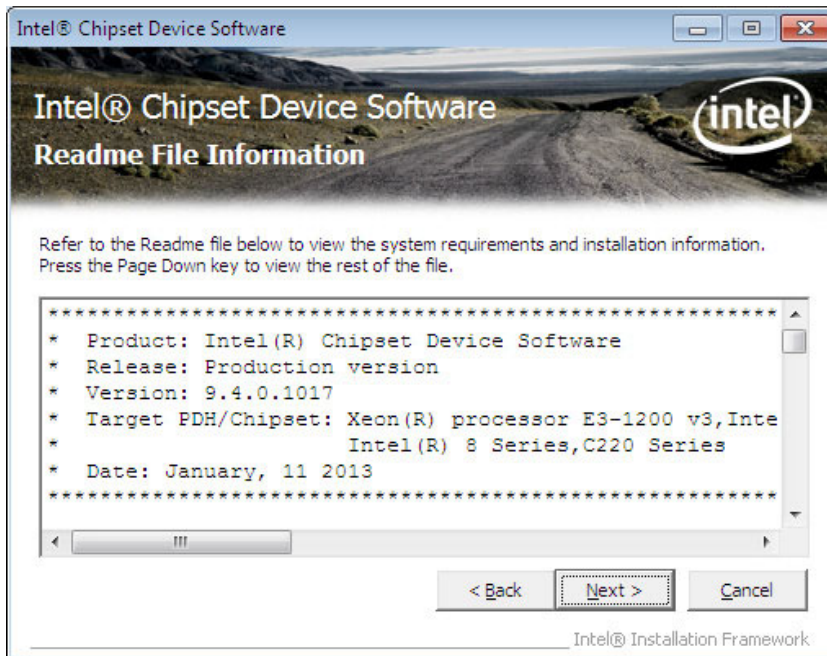 Intel® Chipset Device Software
Intel® Chipset Device Software
intel
Readme File Information
Refer to the Readme file below to view the system requirements and installation information.
Press the Page Down key to view the rest of the file.
**********************************************************
*  Product: Intel(R) Chipset Device Software
*  Release: Production version
*  Version: 9.4.0.1017
*  Target PDH/Chipset: Xeon(R) processor E3-1200 v3,Inte
*                      Intel(R) 8 Series,C220 Series
*  Date: January, 11 2013
**********************************************************
< Back
Next >
Cancel
Intel® Installation Framework